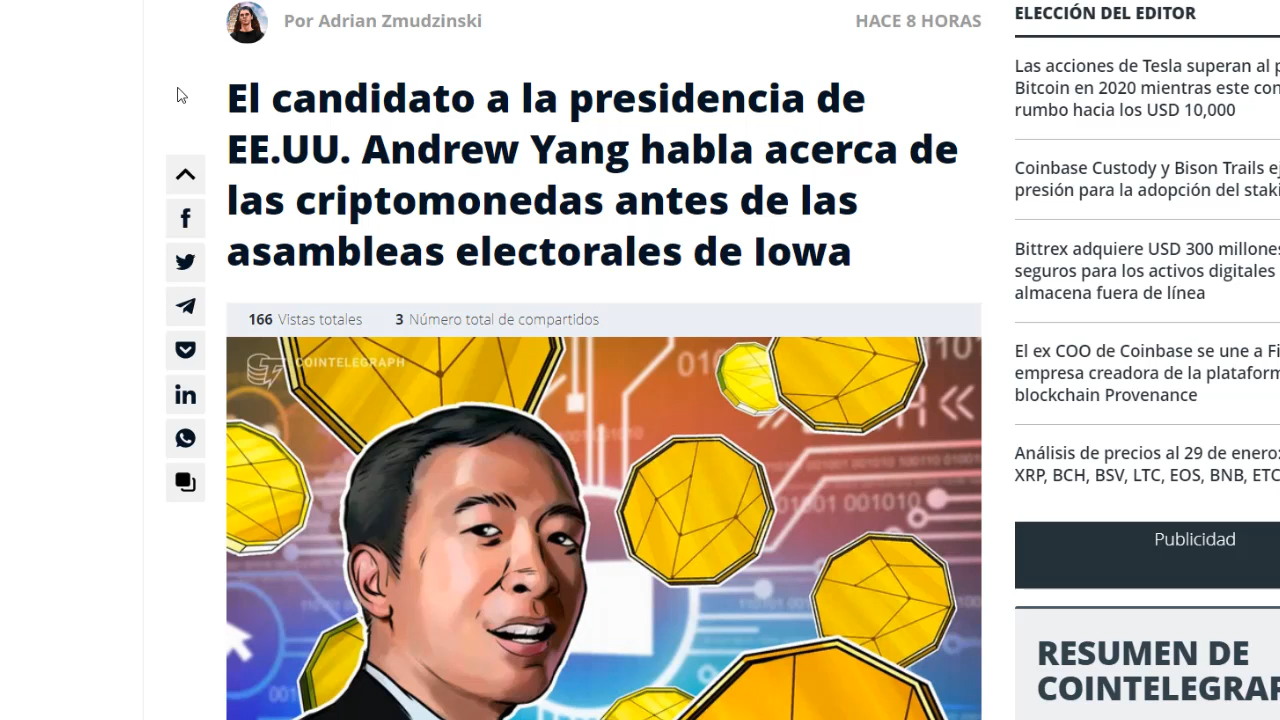 Por Adrian Zmudzinski
HACE 8 HORAS
El candidato a la presidencia de
EE.UU. Andrew Yang habla acerca de
las criptomonedas antes de las
asambleas electorales de Iowa
166 Vistas totales 3 Número total de compartidos
COINTELEGRAPH
001010
ELECCIÓN DEL EDITOR
Las acciones de Tesla superan al
Bitcoin en 2020 mientras este
rumbo hacia los USD 10,000
Coinbase Custody y Bison Trails
presión para la adopción del
Bittrex adquiere USD 300
seguros para los activos digitales
almacena fuera de línea
El ex COO de Coinbase se une a
empresa creadora de la
blockchain Provenance
Análisis de precios al 29 de enero:
XRP, BCH, BSV, LTC, EOS, BNB, ETC
Publicidad
RESUMEN DE